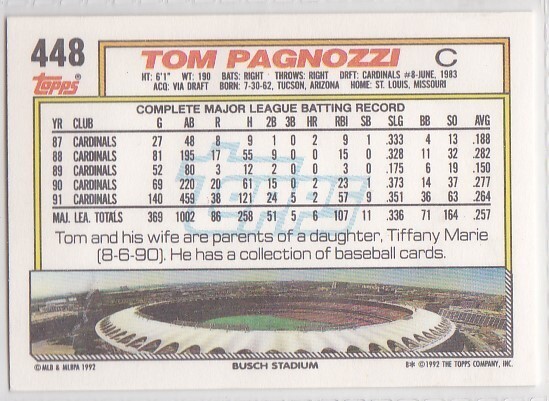 448 TOM PAGNOZZI C
Topps HT: 6'1" WT: 190 BATS: RIGHT THROWS: RIGHT DRFT: CARDINALS #8-JUNE, 1983
ACQ: VIA DRAFT BORN: 7-30-62, TUCSON, ARIZONA HOME: ST. LOUIS, MISSOURI
COMPLETE MAJOR LEAGUE BATTING RECORD
YR CLUB G AB R H 2B 3B HR RBI SB SLG BB SO AVG
87 CARDINALS 27 48 8 9 1 0 2 9 1 .333 4 13 .188
88 CARDINALS 81 195 17 55 9 0 0 15 0 .328 11 32 .282
89 CARDINALS 52 80 3 12 2 0 0 3 0 .175 6 19 .150
90 CARDINALS 69 220 20 61 15 0 2 23 1 .373 14 37 .277
91 CARDINALS 140 459 38 121 24 5 2 57 9 .351 36 63 .264
MAJ. LEA. TOTALS 369 1002 86 258 51 5 6 107 11 .336 71 164 .257
topps
Tom and his wife are parents of a daughter, Tiffany Marie
(8-6-90). He has a collection of baseball cards.
© MLB & MLBPA 1992 BUSCH STADIUM B* © 1992 THE TOPPS COMPANY, INC.